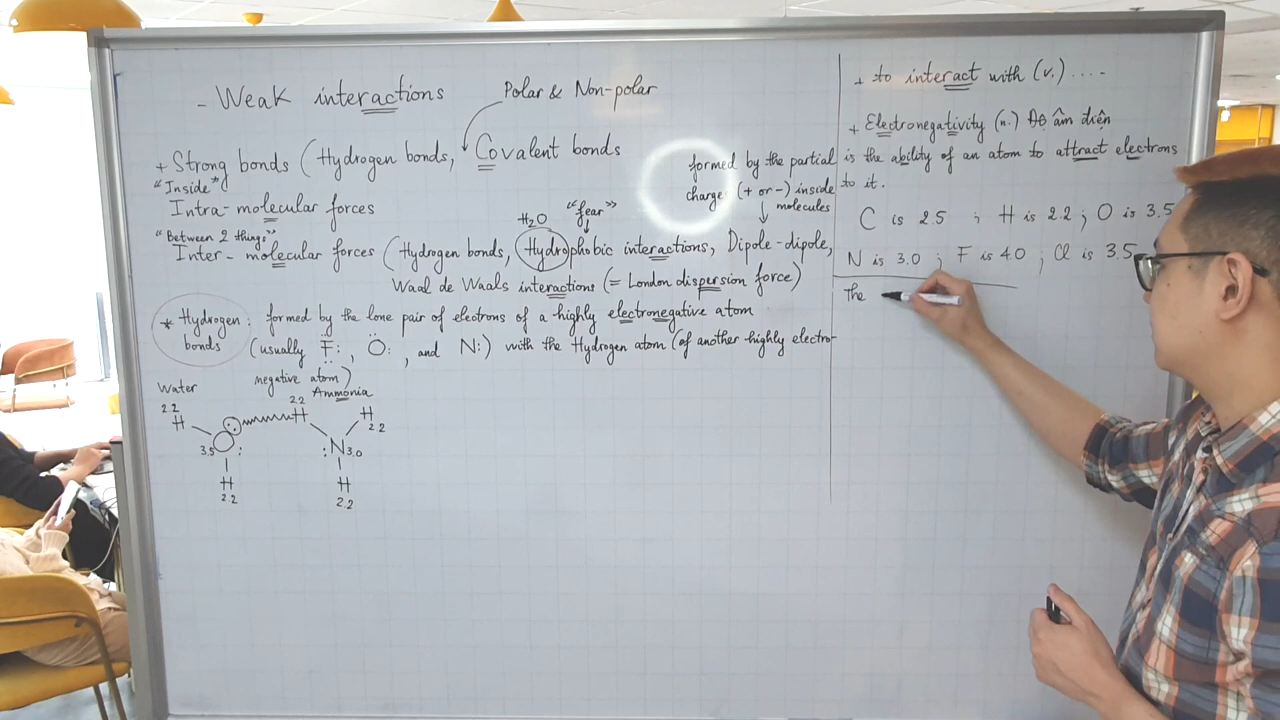 - Weak interactions
Polar & Non-polar
+ Strong bonds (Hydrogen bonds, Covalent bonds
"Inside")
Intra-molecular forces
"Between 2 things"
H₂O
"fear"
Inter-molecular forces (Hydrogen bonds, Hydrophobic interactions, Dipole-dipole,
Waal de Waals interactions (= London dispersion force)
formed by the partial
charge (+ or -) inside
molecules
* Hydrogen bonds : formed by the lone pair of electrons of a highly electronegative atom
(usually F:, O:, and N:) with the Hydrogen atom (of another highly electro-
negative atom)
Water
Ammonia
2.2
H
3.5 O :
H
2.2
2.2
H
H
2.2
: N 3.0
H
2.2
+ to interact with (v.) ....
+ Electronegativity (n.) Độ âm điện
is the ability of an atom to attract electrons
to it.
C is 2.5 ; H is 2.2 ; O is 3.5
N is 3.0 ; F is 4.0 ; Cl is 3.5
The